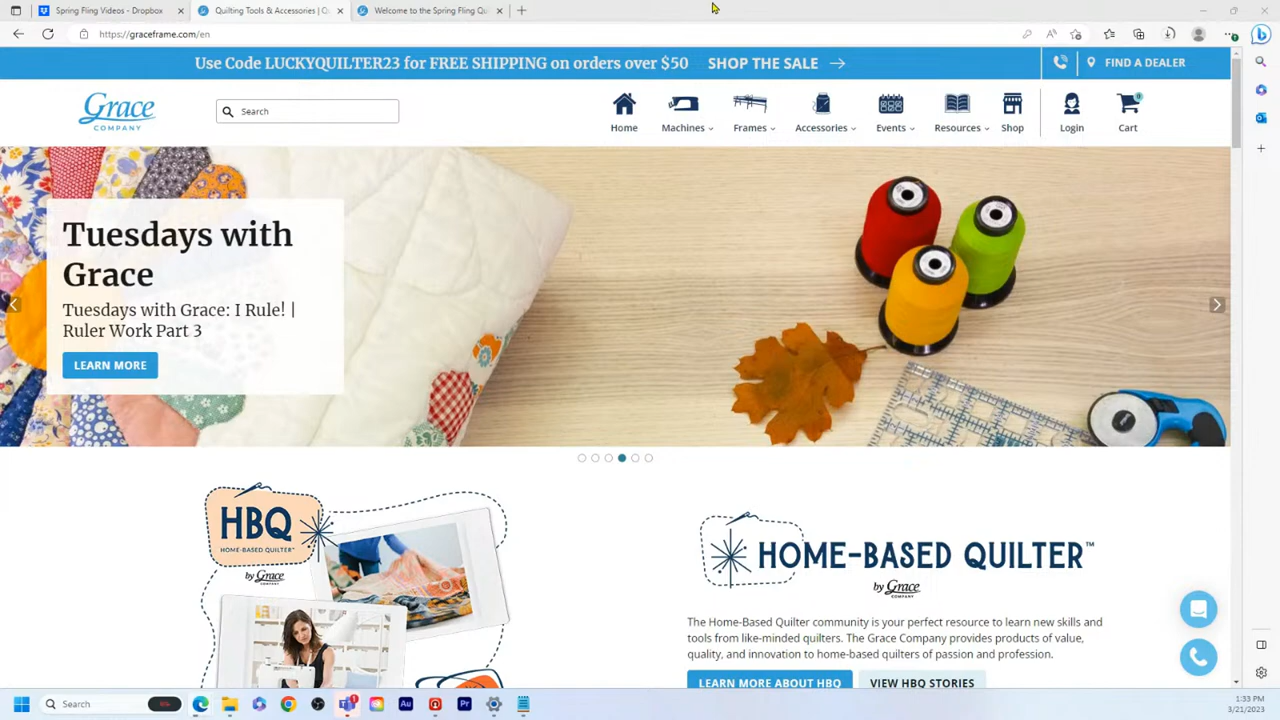 Spring Fling Videos - Dropbox
Quilting Tools & Accessories | Q
Welcome to the Spring Fling Qu
https://graceframe.com/en
Use Code LUCKYQUILTER23 for FREE SHIPPING on orders over $50 SHOP THE SALE
FIND A DEALER
Grace
COMPANY
Search
Home
Machines
Frames
Accessories
Events
Resources
Shop
Login
0
Cart
Tuesdays with
Grace
Tuesdays with Grace: I Rule! |
Ruler Work Part 3
LEARN MORE
HBQ
HOME-BASED QUILTER™
by Grace
COMPANY
HOME-BASED QUILTER™
by Grace
COMPANY
The Home-Based Quilter community is your perfect resource to learn new skills and
tools from like-minded quilters. The Grace Company provides products of value,
quality, and innovation to home-based quilters of passion and profession.
LEARN MORE ABOUT HBQ
VIEW HBQ STORIES
Search
1:33 PM
3/21/2023